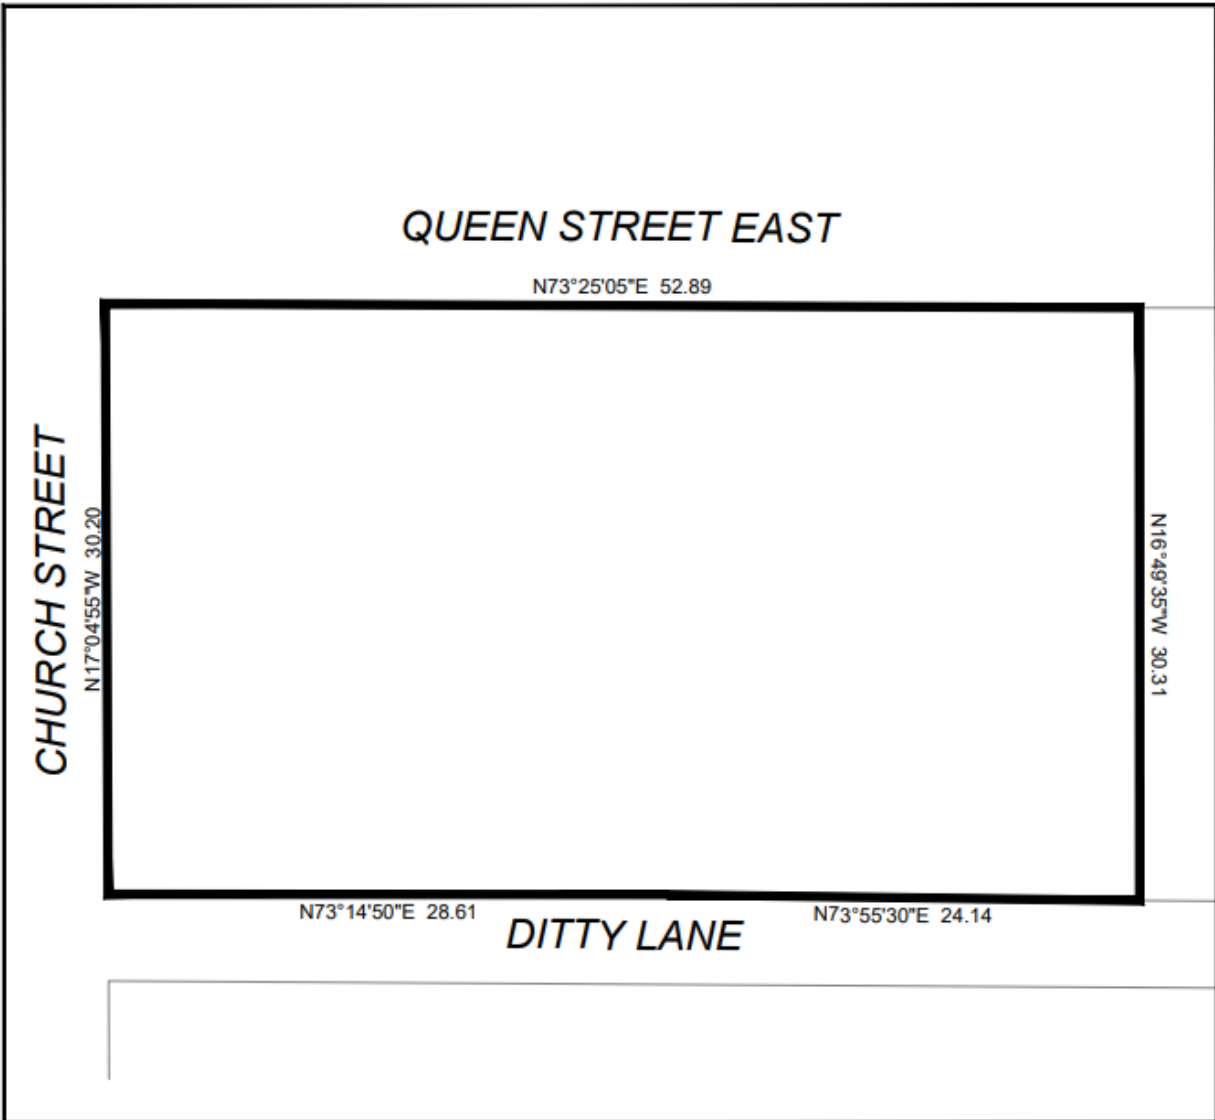 QUEEN STREET EAST
N73°25'05"E 52.89
CHURCH STREET
N17°04'55"W 30.20
N16°49'35"W 30.31
N73°14'50"E 28.61
N73°55'30"E 24.14
DITTY LANE